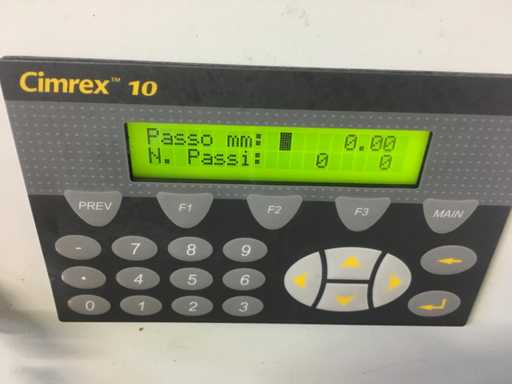 Cimrex™ 10
Passo mm: 0.00
N. Passi: 0 0
PREV F1 F2 F3 MAIN
- 7 8 9
. 4 5 6
0 1 2 3